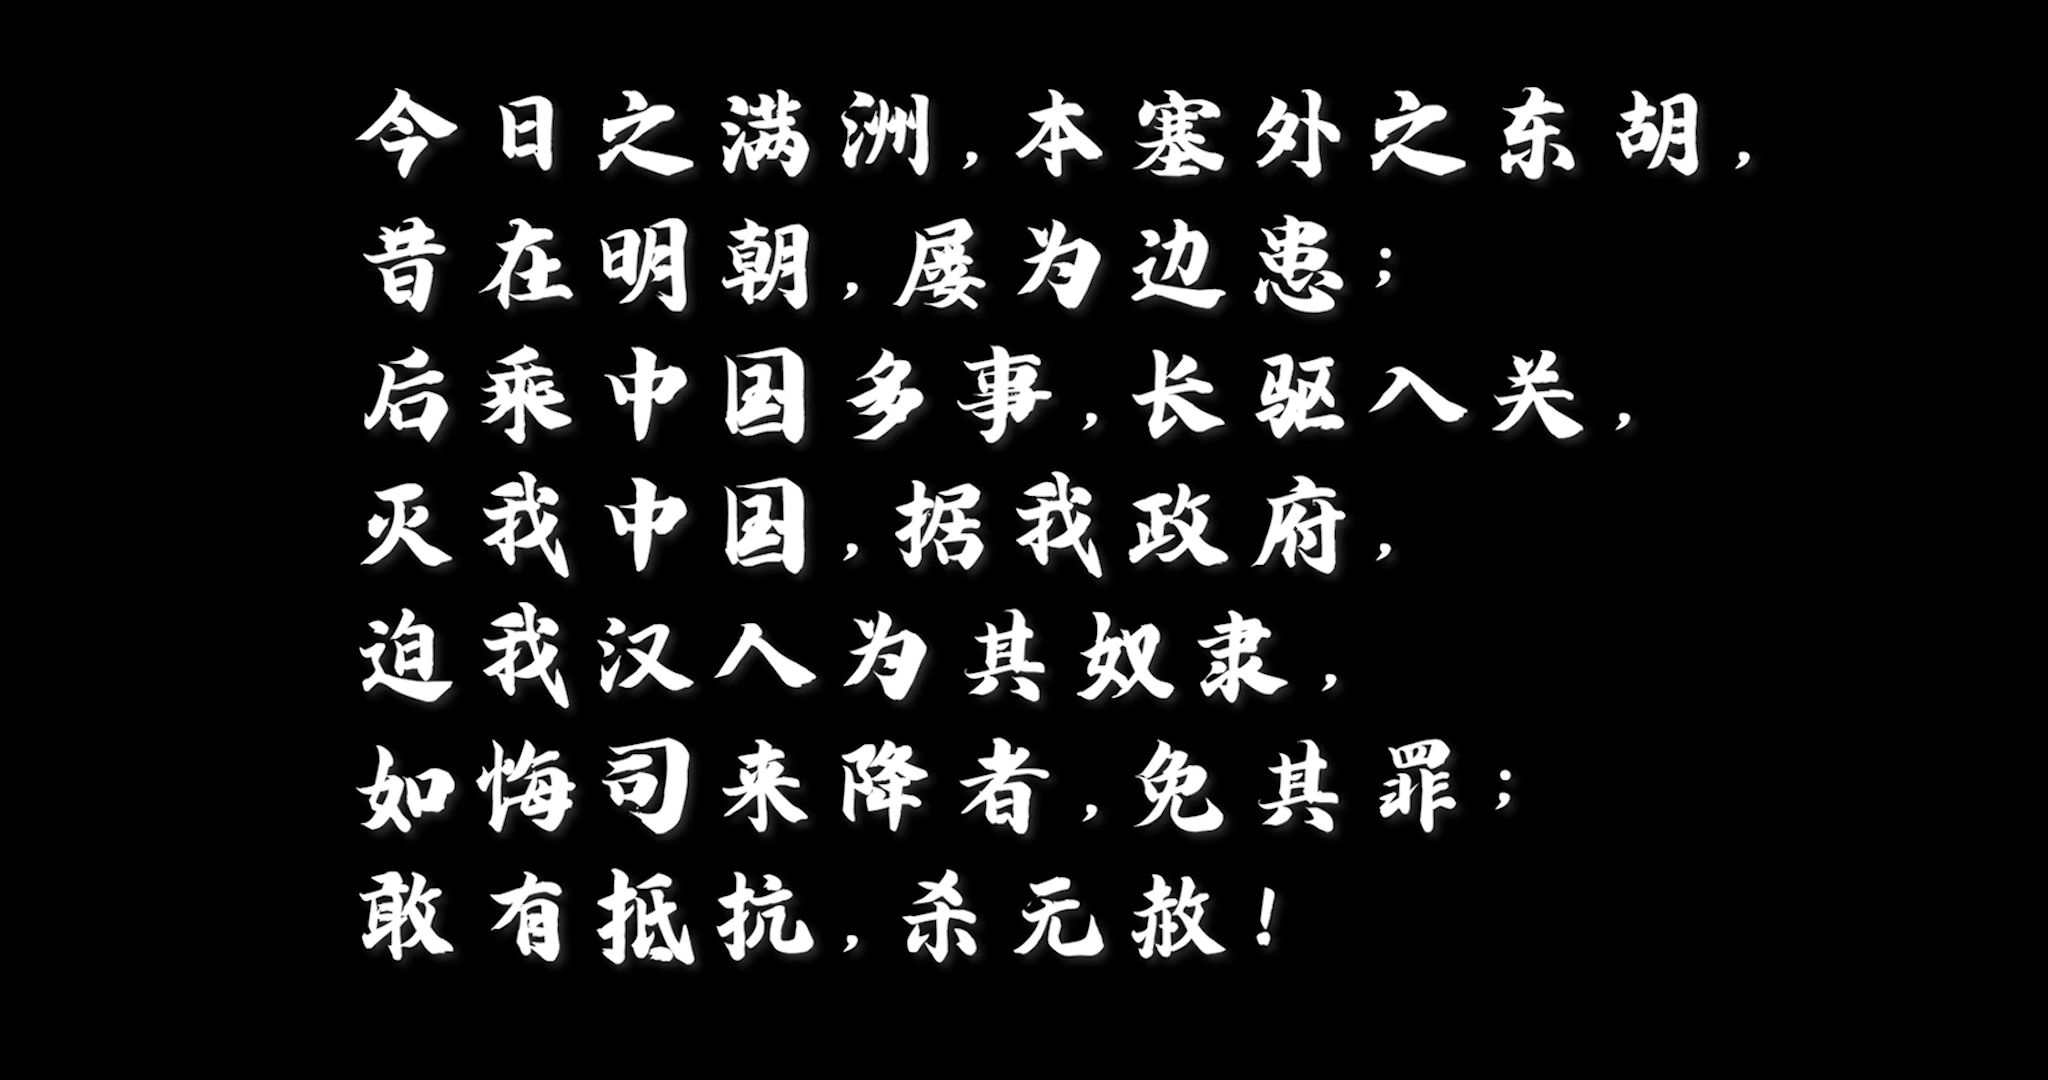 今日之满洲,本塞外之东胡,
昔在明朝,屡为边患;
后乘中国多事,长驱入关,
灭我中国,据我政府,
迫我汉人为其奴隶,
如悔司来降者,免其罪;
敢有抵抗,杀无赦!